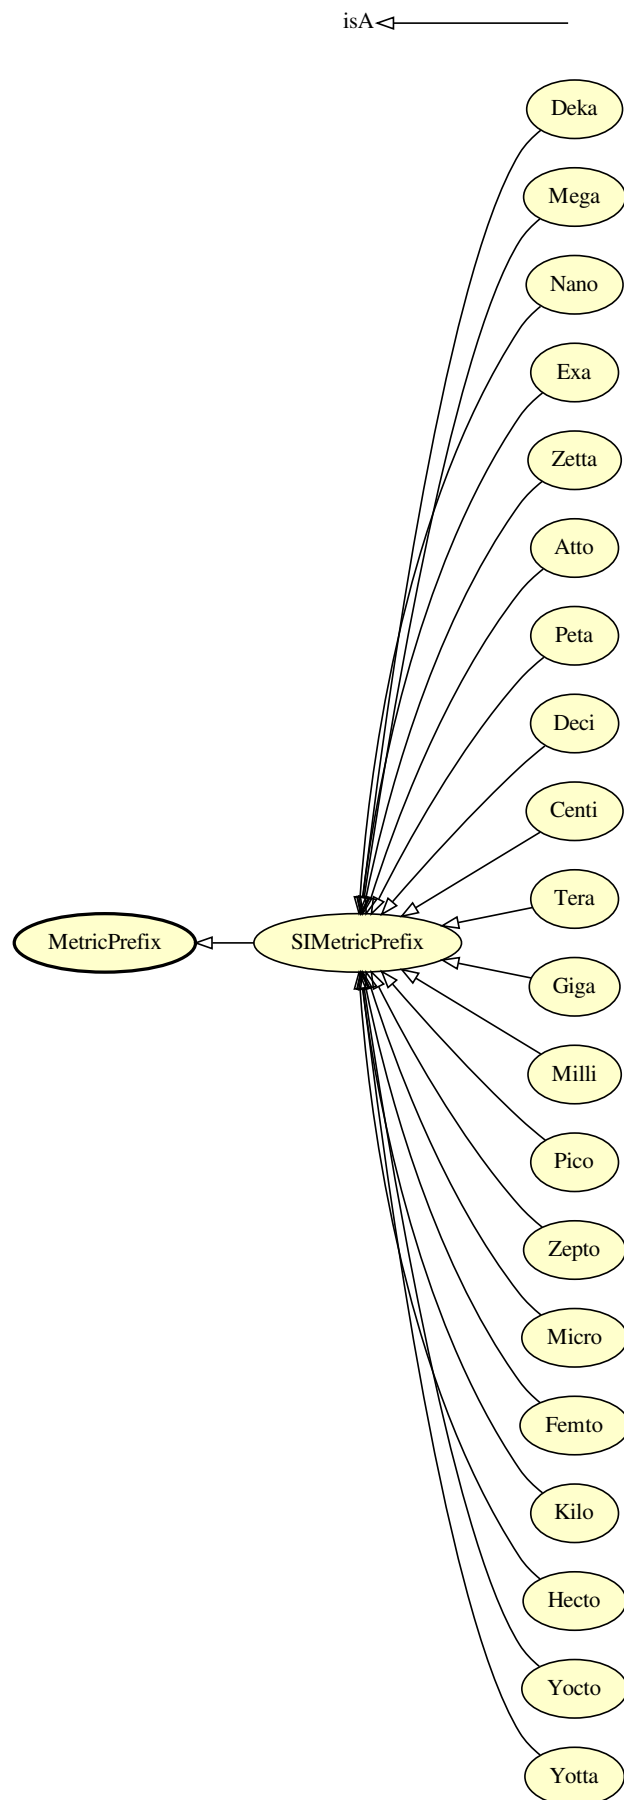 isA
Deka
Mega
Nano
Exa
Zetta
Atto
Peta
Deci
Centi
Tera
MetricPrefix
SIMetricPrefix
Giga
Milli
Pico
Zepto
Micro
Femto
Kilo
Hecto
Yocto
Yotta